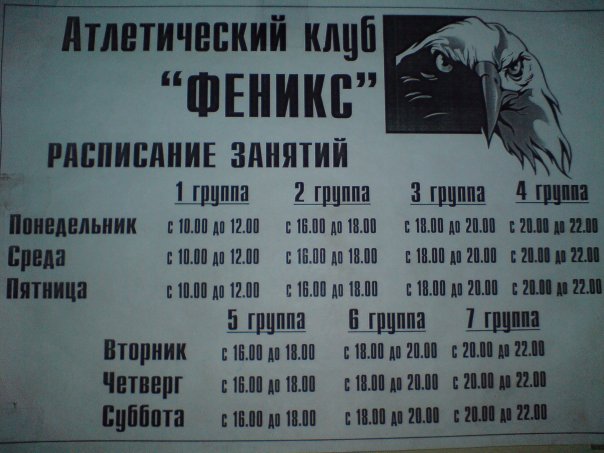 Атлетический клуб
“ФЕНИКС”
РАСПИСАНИЕ ЗАНЯТИЙ
1 группа 2 группа 3 группа 4 группа
Понедельник с 10.00 до 12.00 с 16.00 до 18.00 с 18.00 до 20.00 с 20.00 до 22.00
Среда с 10.00 до 12.00 с 16.00 до 18.00 с 18.00 до 20.00 с 20.00 до 22.00
Пятница с 10.00 до 12.00 с 16.00 до 18.00 с 18.00 до 20.00 с 20.00 до 22.00
5 группа 6 группа 7 группа
Вторник с 16.00 до 18.00 с 18.00 до 20.00 с 20.00 до 22.00
Четверг с 16.00 до 18.00 с 18.00 до 20.00 с 20.00 до 22.00
Суббота с 16.00 до 18.00 с 18.00 до 20.00 с 20.00 до 22.00